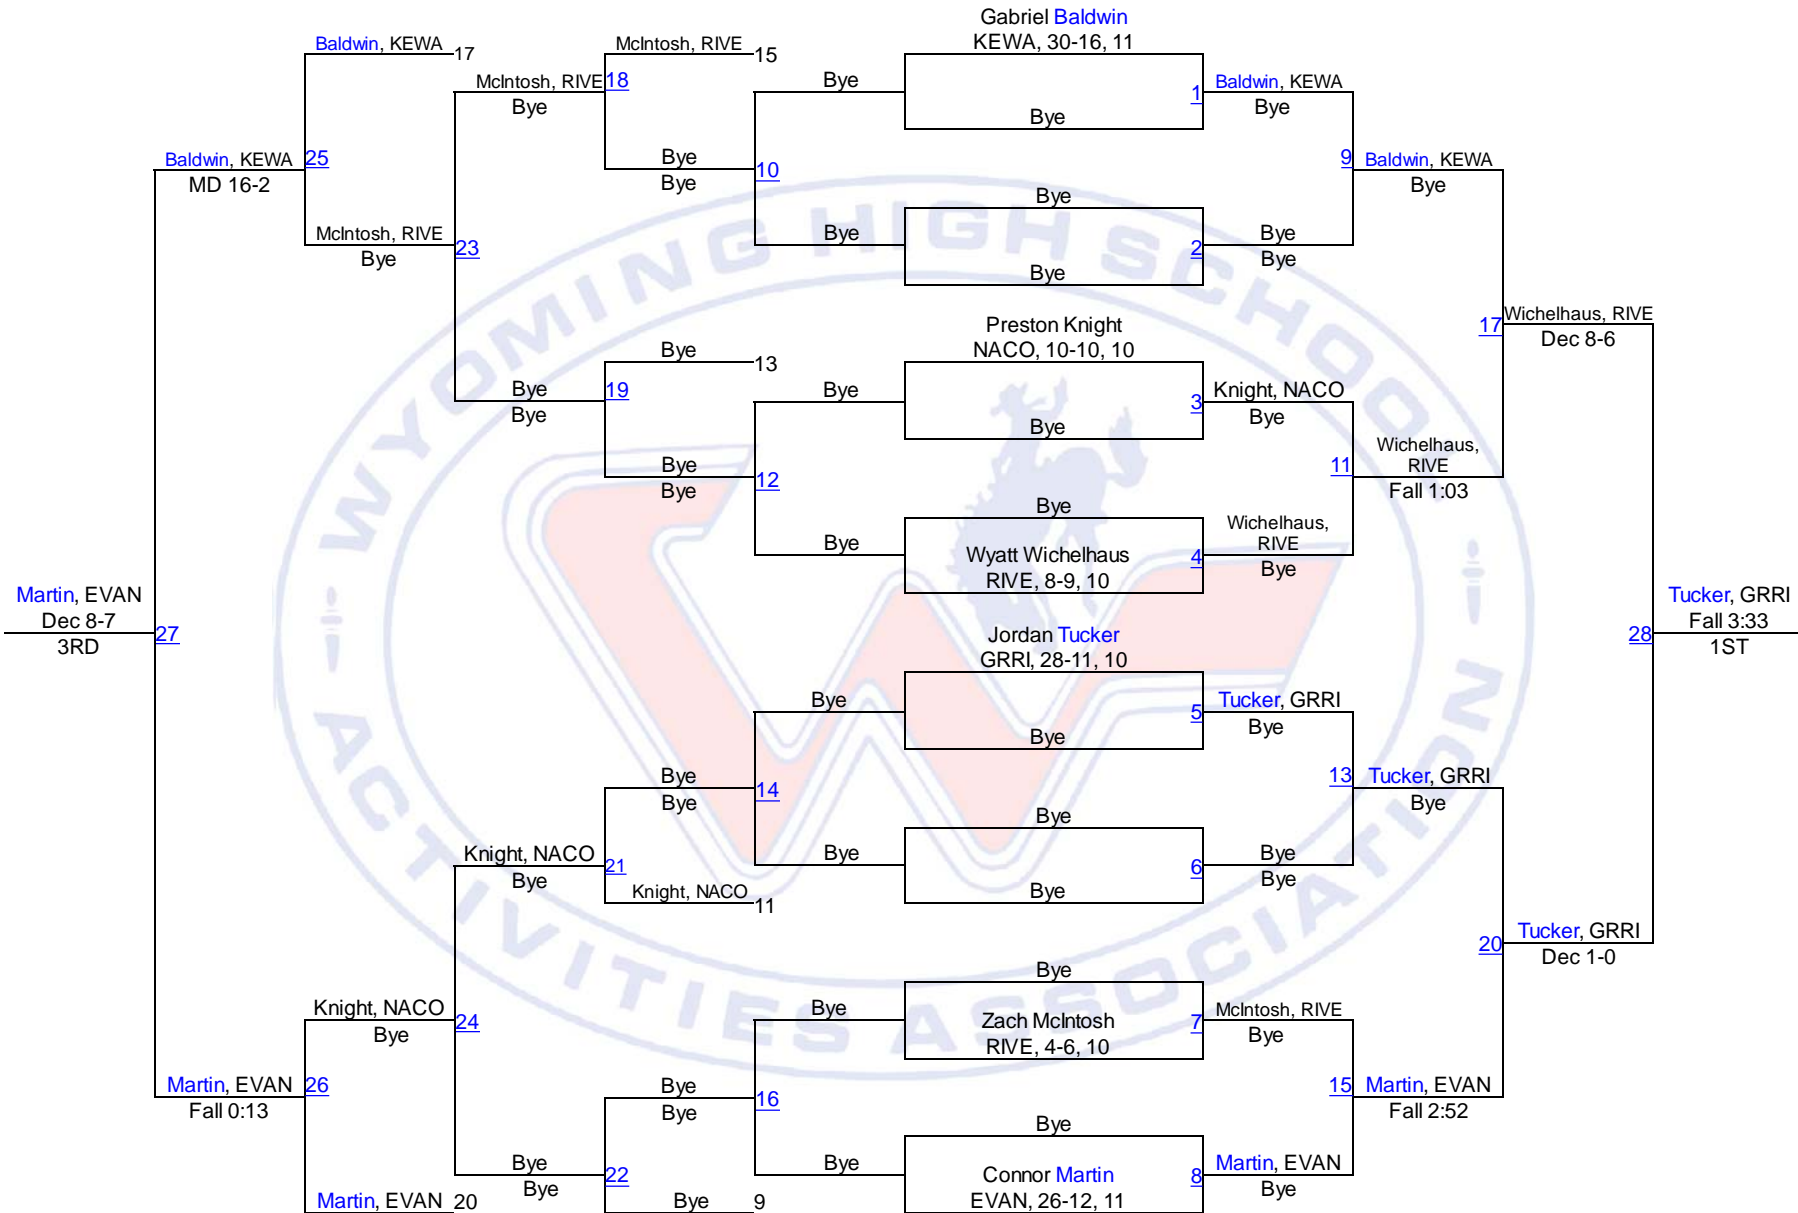 Gabriel Baldwin
KEWA, 30-16, 11
Baldwin, KEWA
17
McIntosh, RIVE
15
McIntosh, RIVE
18
Bye
Bye
1
Baldwin, KEWA
Bye
Bye
Baldwin, KEWA
25
MD 16-2
Bye
10
Bye
9
Baldwin, KEWA
Bye
McIntosh, RIVE
23
Bye
Bye
Bye
2
Bye
Bye
Bye
WYOMING HIGH SCHOOL
ACTIVITIES ASSOCIATION
Preston Knight
NACO, 10-10, 10
17
Wichelhaus, RIVE
Dec 8-6
Bye
13
Bye
19
Bye
Bye
3
Knight, NACO
Bye
Bye
Bye
12
Bye
11
Wichelhaus,
RIVE
Fall 1:03
Bye
Bye
Wyatt Wichelhaus
RIVE, 8-9, 10
4
Wichelhaus,
RIVE
Bye
Martin, EVAN
Dec 8-7
27
3RD
Jordan Tucker
GRRI, 28-11, 10
28
Tucker, GRRI
Fall 3:33
1ST
Bye
5
Tucker, GRRI
Bye
Bye
Bye
14
Bye
13
Tucker, GRRI
Bye
Knight, NACO
21
Bye
Knight, NACO
11
Bye
Bye
6
Bye
Bye
Bye
20
Tucker, GRRI
Dec 1-0
Knight, NACO
24
Bye
Bye
Bye
Zach McIntosh
RIVE, 4-6, 10
7
McIntosh, RIVE
Bye
Martin, EVAN
26
Fall 0:13
Bye
16
Bye
15
Martin, EVAN
Fall 2:52
Bye
22
Bye
Bye
Bye
Connor Martin
EVAN, 26-12, 11
8
Martin, EVAN
Bye
Martin, EVAN
20
Bye
9